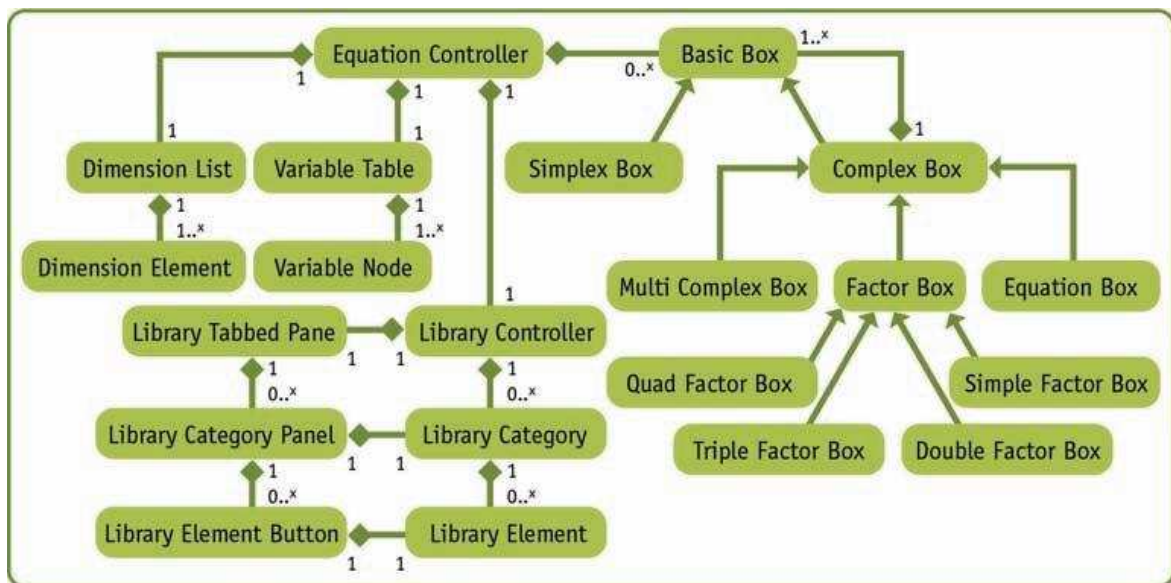 Equation Controller
Basic Box
1..x
0..x
1
1
1
1
1
1
Dimension List
Variable Table
Simplex Box
Complex Box
1
1
1..x
1..x
Dimension Element
Variable Node
Multi Complex Box
Factor Box
Equation Box
1
Library Tabbed Pane
Library Controller
1
1
1
1
0..x
0..x
Quad Factor Box
Simple Factor Box
Library Category Panel
Library Category
Triple Factor Box
Double Factor Box
1
1
1
1
0..x
0..x
Library Element Button
Library Element
1
1